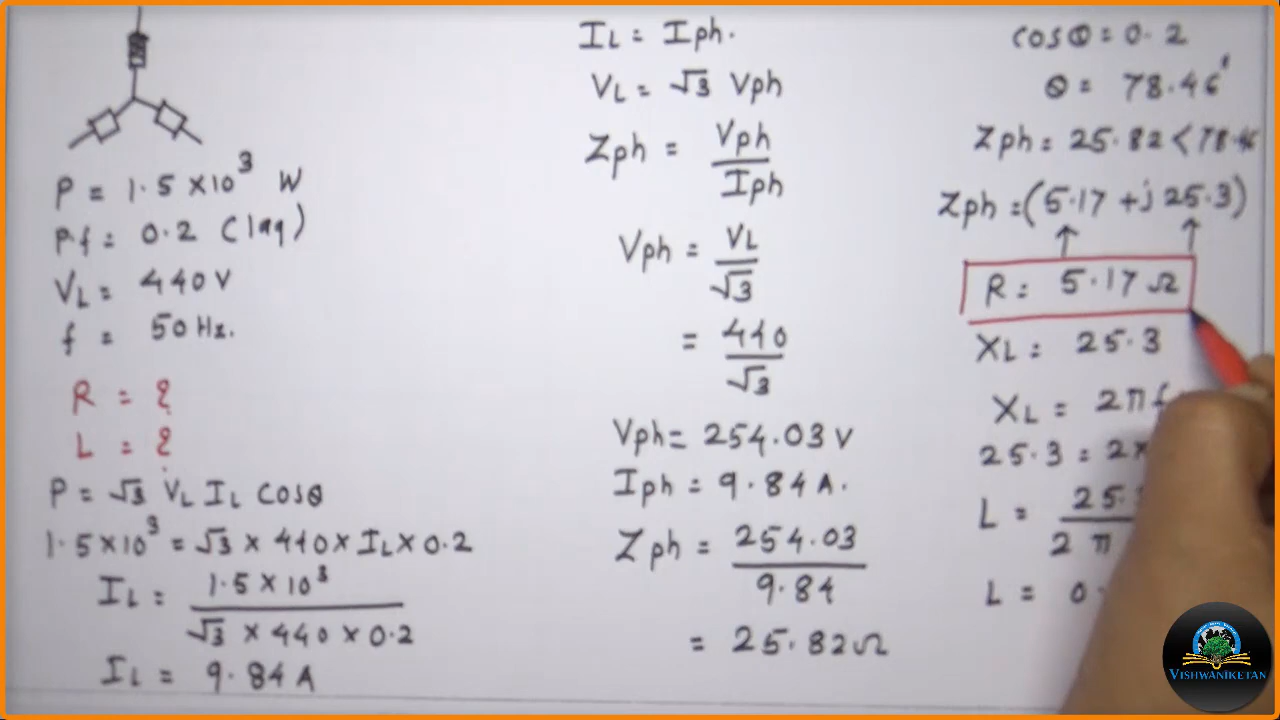 P = 1.5 ×10³ W
Pf = 0.2 (lag)
VL = 440 V
f = 50 Hz.
R = ?
L = ?
P = √3 VL IL cosθ
1.5 ×10³ = √3 × 440 × IL × 0.2
IL = 1.5 × 10³ / √3 × 440 × 0.2
IL = 9.84 A
IL = Iph.
VL = √3 Vph
Zph = Vph / Iph
Vph = VL / √3
= 440 / √3
Vph = 254.03 V
Iph = 9.84 A.
Zph = 254.03 / 9.84
= 25.82 Ω
cosθ = 0.2
θ = 78.46°
Zph = 25.82 < 78.46
Zph = (5.17 + j 25.3)
R = 5.17 Ω
XL = 25.3
XL = 2πf
25.3 = 2×
L = 25. / 2π
L = 0.
VISHWANIKETAN